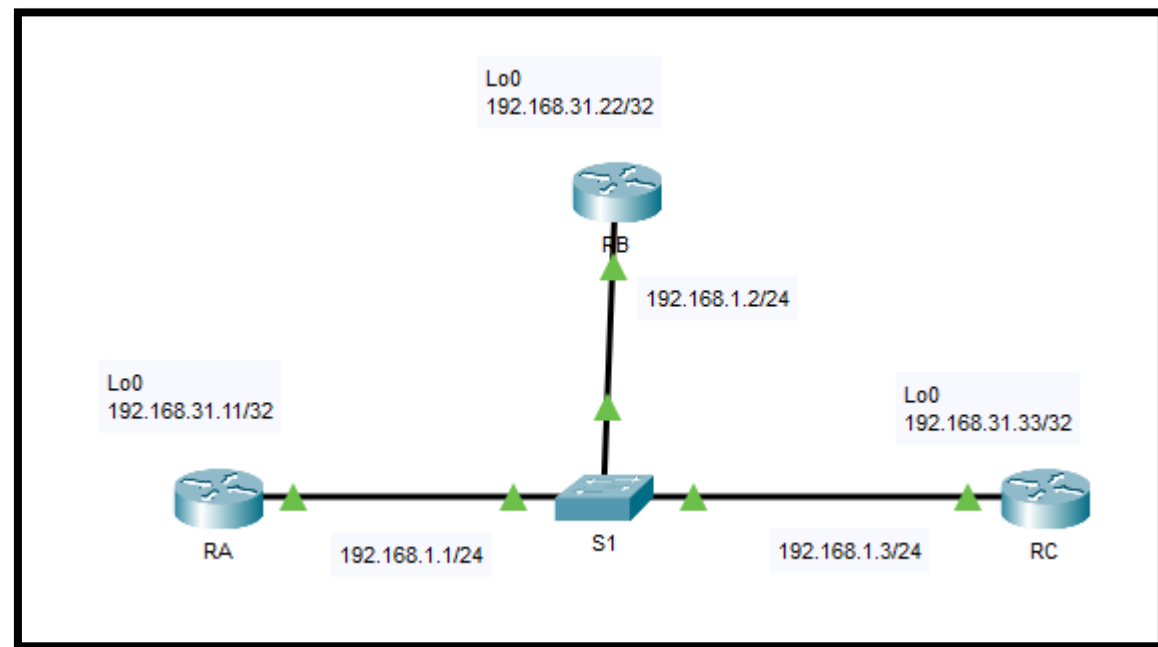 Lo0
192.168.31.22/32
RB
192.168.1.2/24
Lo0
192.168.31.11/32
Lo0
192.168.31.33/32
RA
192.168.1.1/24
S1
192.168.1.3/24
RC